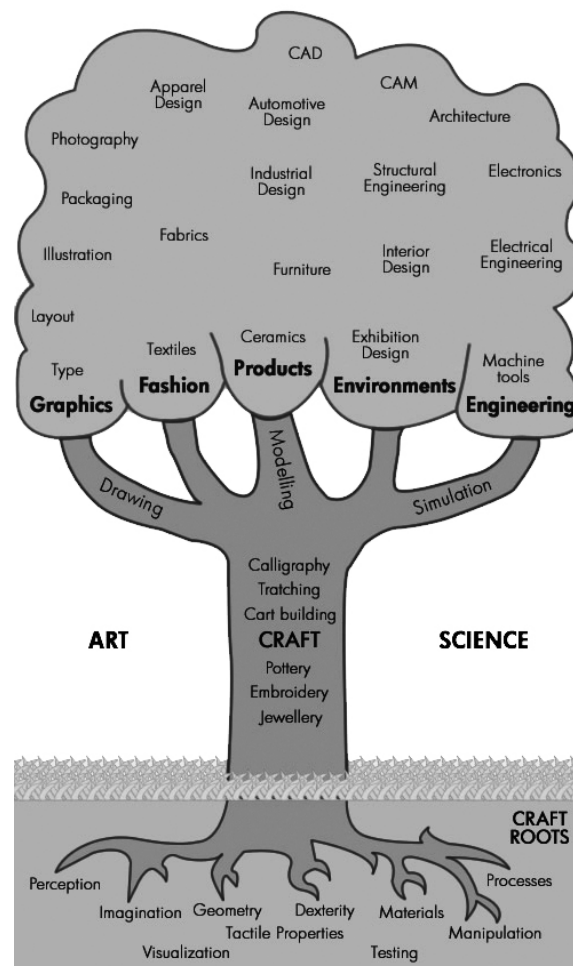 CAD
CAM
Apparel
Design
Automotive
Design
Architecture
Photography
Industrial
Design
Structural
Engineering
Electronics
Packaging
Fabrics
Illustration
Furniture
Interior
Design
Electrical
Engineering
Layout
Type
Textiles
Ceramics
Exhibition
Design
Machine
tools
Graphics
Fashion
Products
Environments
Engineering
Drawing
Modelling
Simulation
Calligraphy
Tratching
Cart building
ART
CRAFT
SCIENCE
Pottery
Embroidery
Jewellery
CRAFT
ROOTS
Perception
Imagination
Geometry
Dexterity
Materials
Processes
Visualization
Tactile Properties
Testing
Manipulation